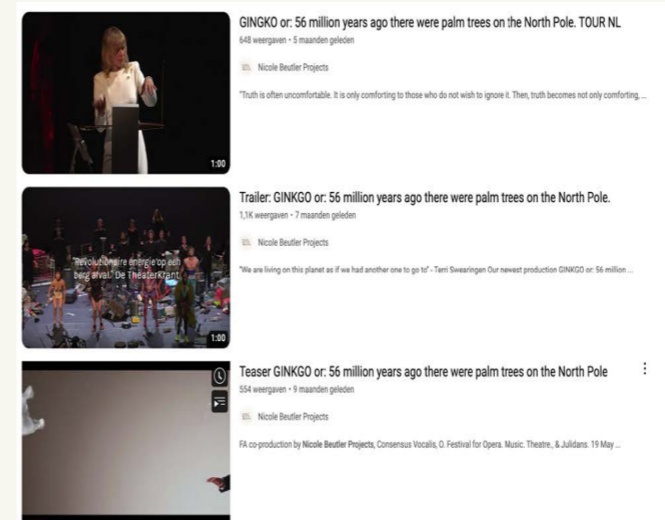 GINGKO or: 56 million years ago there were palm trees on the North Pole. TOUR NL
648 weergaven • 5 maanden geleden
Nicole Beutler Projects
"Truth is often uncomfortable. It is only comforting to those who do not wish to ignore it. Then, truth becomes not only comforting, ...
1:00
Trailer: GINKGO or: 56 million years ago there were palm trees on the North Pole.
1,1K weergaven • 7 maanden geleden
Nicole Beutler Projects
"Revolutionaire energie op een
berg afval." De Theaterkrant
"We are living on this planet as if we had another one to go to" - Terri Swearingen Our newest production GINKGO or: 56 million ...
1:00
Teaser GINKGO or: 56 million years ago there were palm trees on the North Pole
554 weergaven • 9 maanden geleden
Nicole Beutler Projects
FA co-production by Nicole Beutler Projects, Consensus Vocalis, O. Festival for Opera. Music. Theatre., & Julidans. 19 May ...